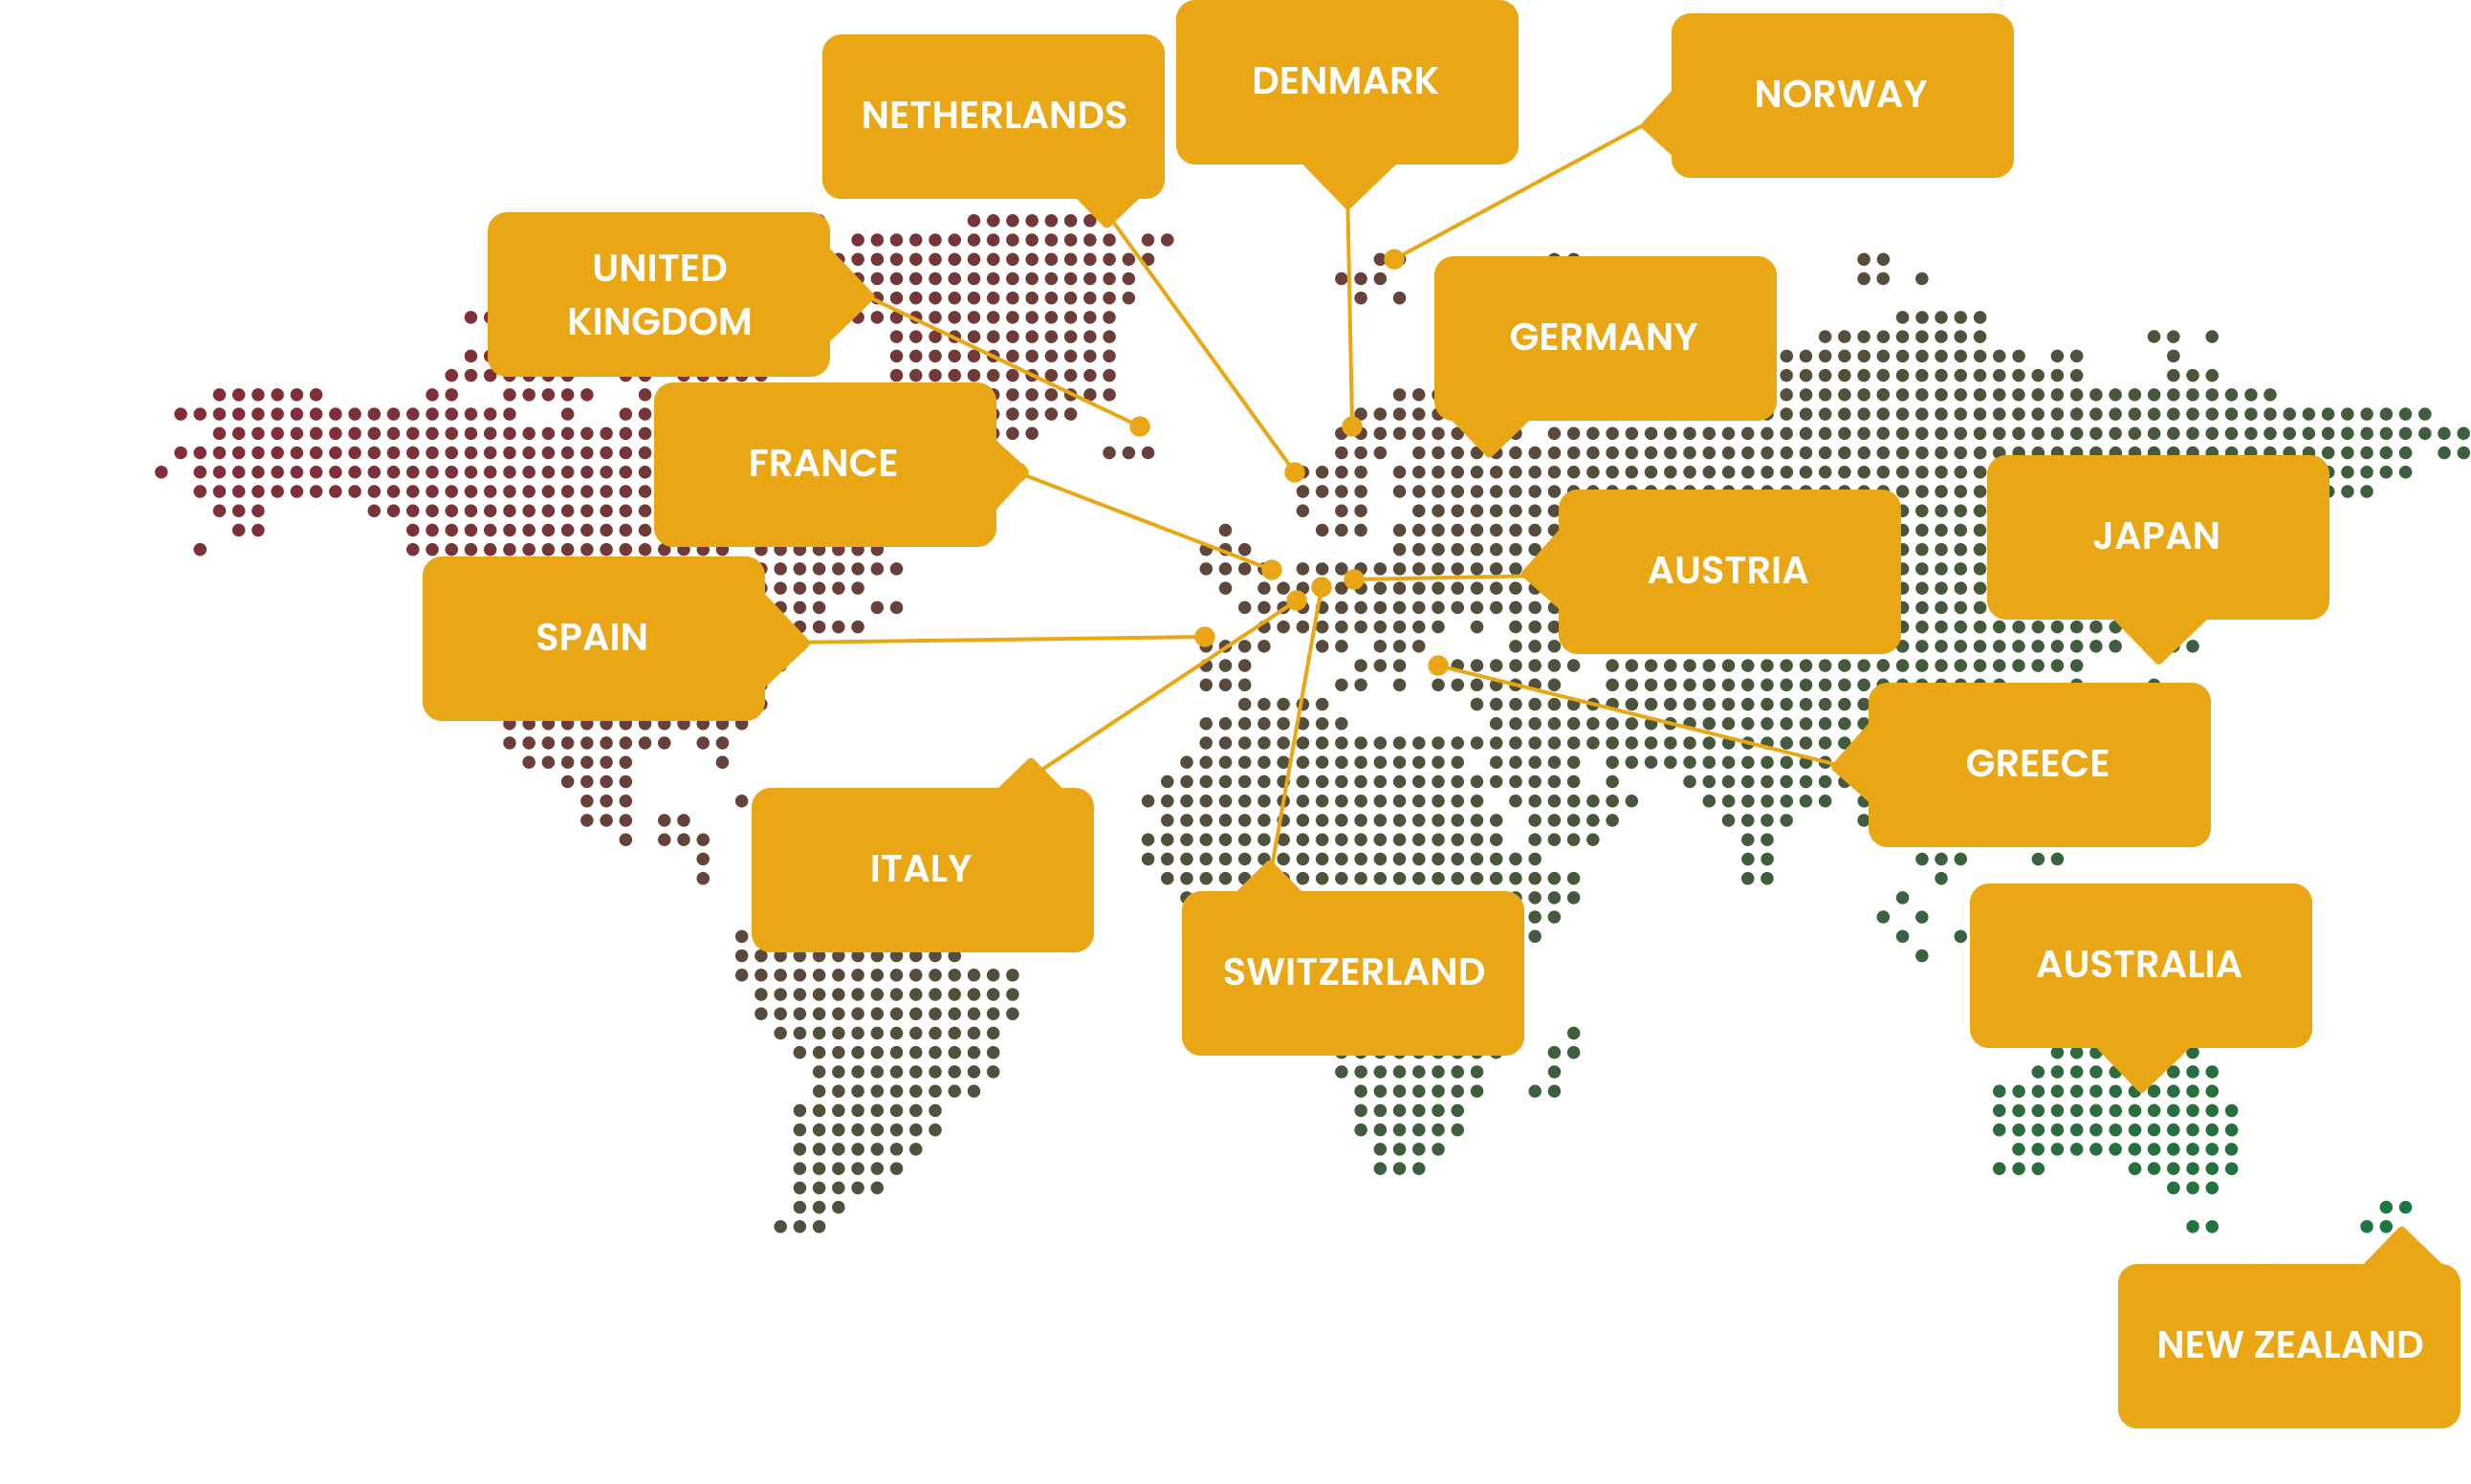 DENMARK
NORWAY
NETHERLANDS
UNITED
KINGDOM
GERMANY
FRANCE
JAPAN
AUSTRIA
SPAIN
GREECE
ITALY
SWITZERLAND
AUSTRALIA
NEW ZEALAND